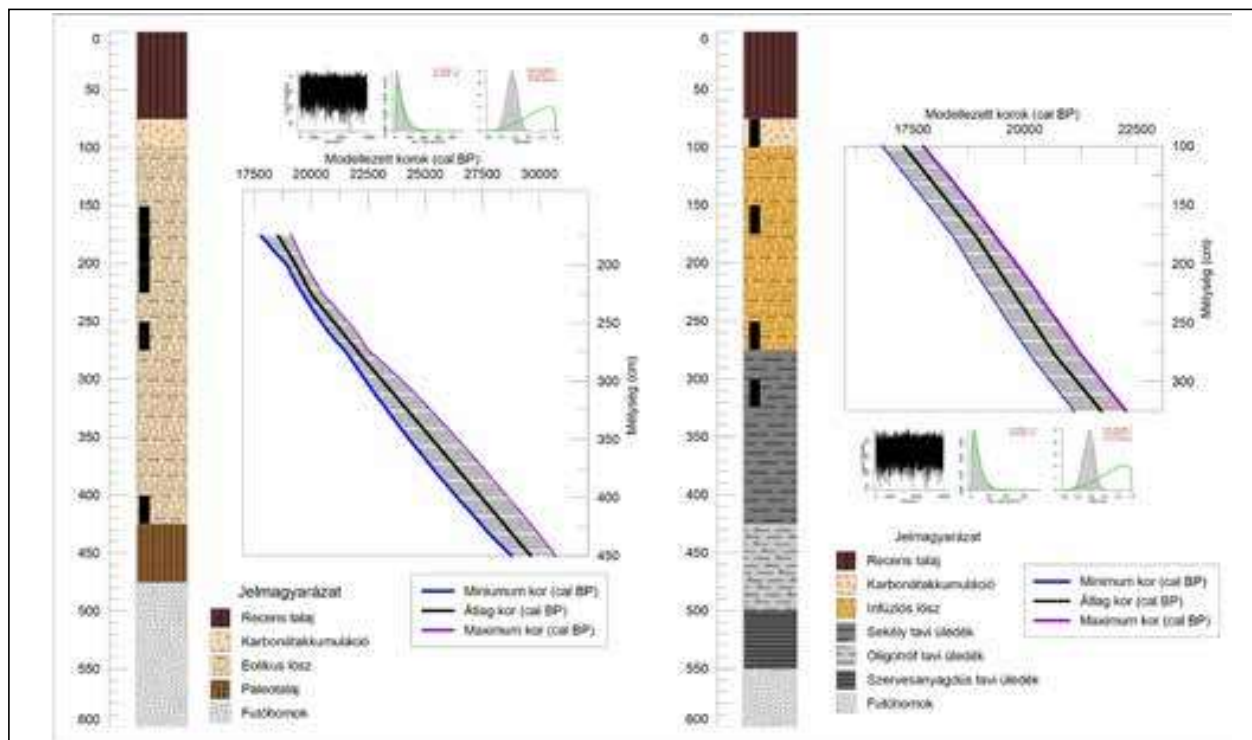 0
50
100
150
200
250
300
350
400
450
500
550
600
Modellezett korok (cal BP)
17500 20000 22500 25000 27500 30000
200
250
300
350
400
450
Mélység (cm)
Jelmagyarázat
Recens talaj
Karbonátakkumuláció
Eolikus lösz
Paleotalaj
Futóhomok
Miniumum kor (cal BP)
Átlag kor (cal BP)
Maximum kor (cal BP)
0
50
100
150
200
250
300
350
400
450
500
550
600
Modellezett korok (cal BP)
17500 20000 22500
100
150
200
250
300
Mélység (cm)
Jelmagyarázat
Recens talaj
Karbonátakkumuláció
Infúziós lösz
Sekély tavi üledék
Oligotróf tavi üledék
Szervesanyagdús tavi üledék
Futóhomok
Minimum kor (cal BP)
Átlag kor (cal BP)
Maximum kor (cal BP)